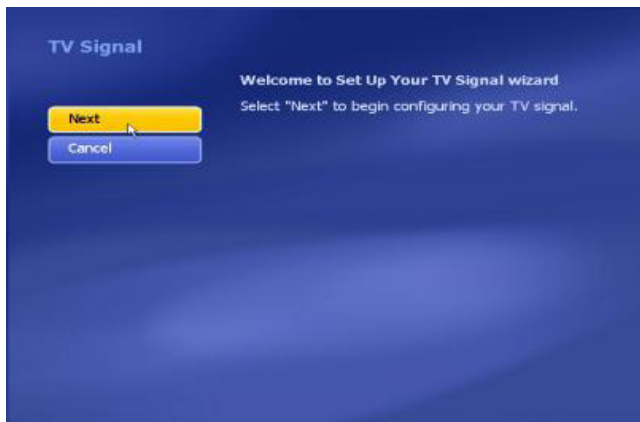 TV Signal
Welcome to Set Up Your TV Signal wizard
Select "Next" to begin configuring your TV signal.
Next
Cancel